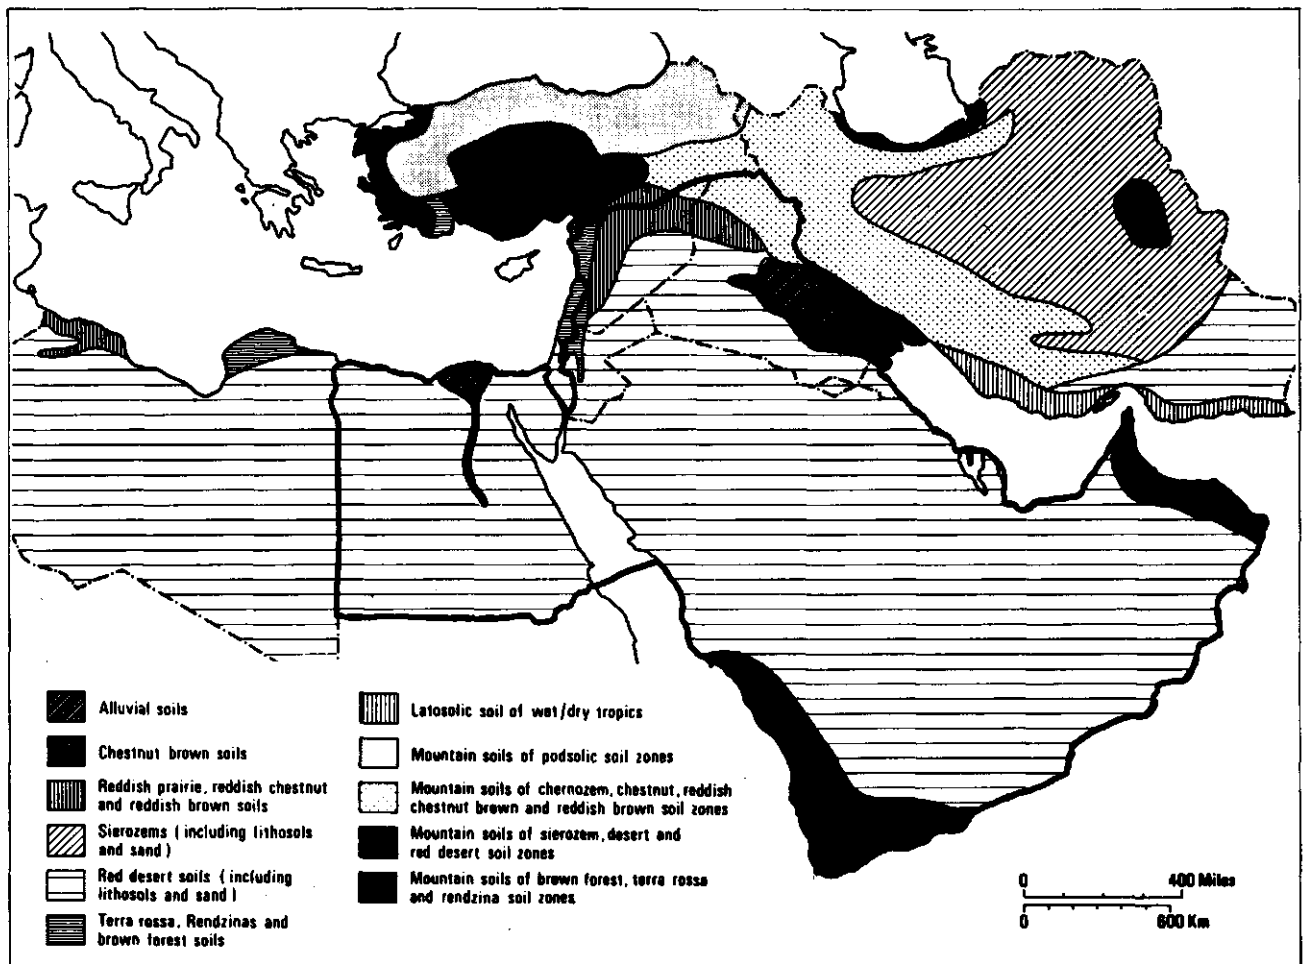 Alluvial soils
Chestnut brown soils
Reddish prairie, reddish chestnut
and reddish brown soils
Sierozems (including lithosols
and sand)
Red desert soils (including
lithosols and sand)
Terra rossa, Rendzinas and
brown forest soils
Latosolic soil of wet/dry tropics
Mountain soils of podsolic soil zones
Mountain soils of chernozem, chestnut, reddish
chestnut brown and reddish brown soil zones
Mountain soils of sierozem, desert and
red desert soil zones
Mountain soils of brown forest, terra rossa
and rendzina soil zones
0 400 Miles
0 600 Km